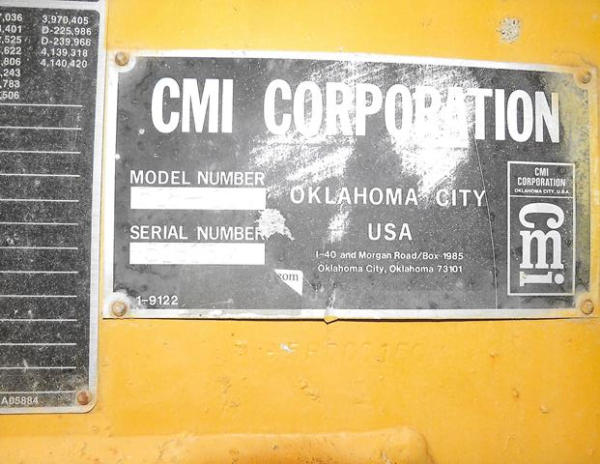 ,036 3,970,405
,401 D-225,986
,525 D-239,966
,622 4,139,318
,806 4,140,420
,243
,783
,506
A05884
CMI CORPORATION
MODEL NUMBER
SERIAL NUMBER
OKLAHOMA CITY
USA
I-40 and Morgan Road/Box 1985
Oklahoma City, Oklahoma 73101
1-9122
com
CMI
CORPORATION
OKLAHOMA CITY, U.S.A.
cmi